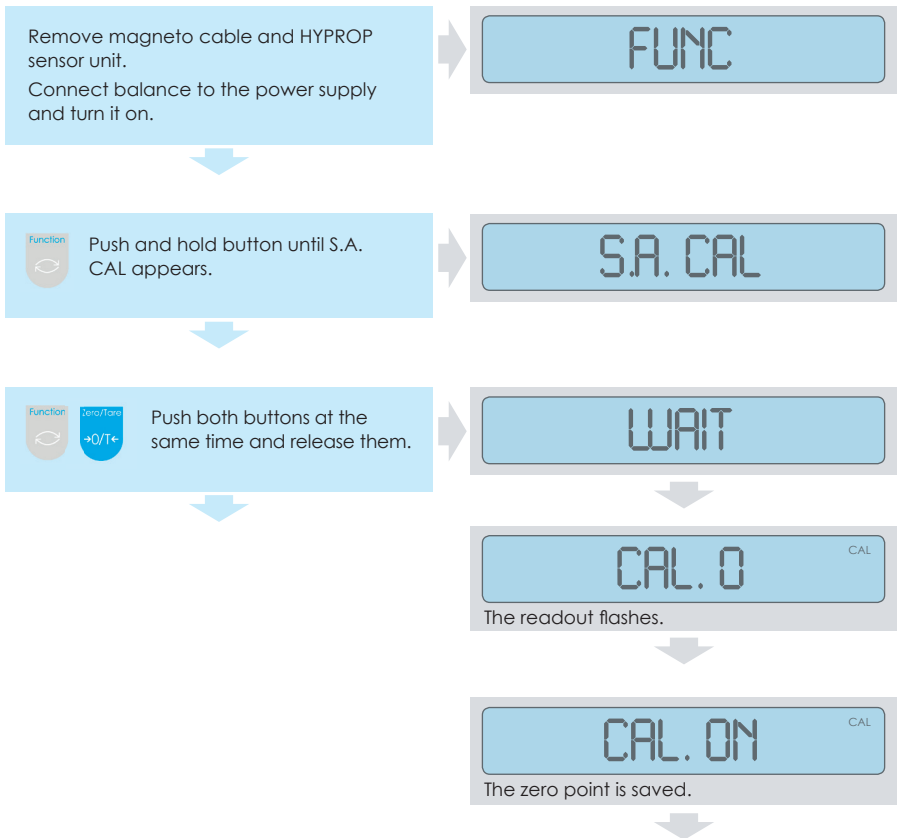 Remove magneto cable and HYPROP
sensor unit.
Connect balance to the power supply
and turn it on.
FUNC
Function
Push and hold button until S.A.
CAL appears.
S.A. CAL
Function
Zero/Tare
→0/T←
Push both buttons at the
same time and release them.
WAIT
CAL. 0
CAL
The readout flashes.
CAL. ON
CAL
The zero point is saved.